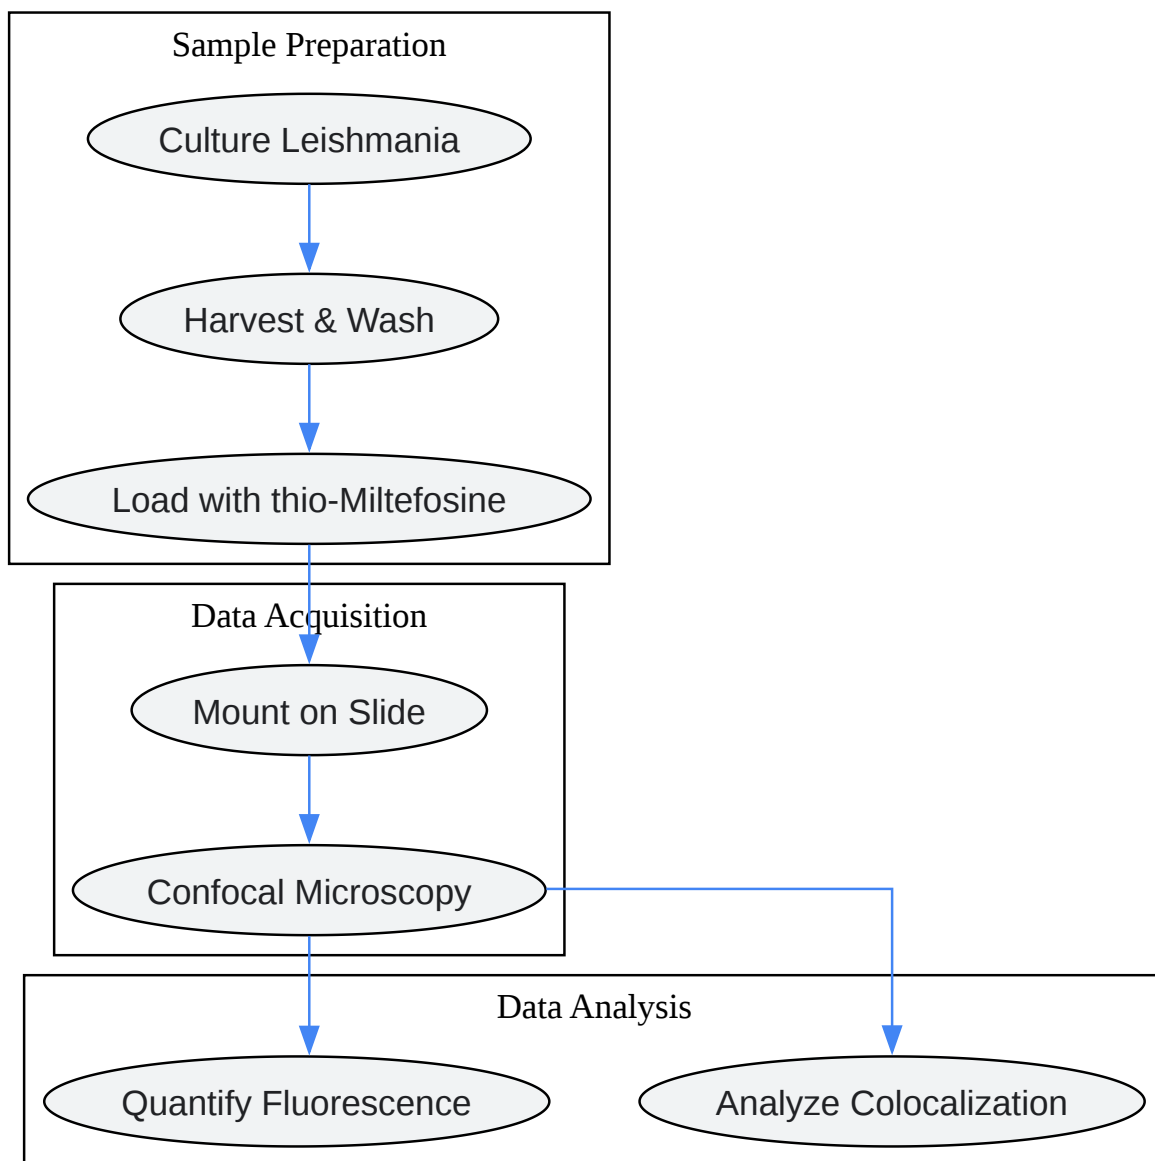 Sample Preparation
Culture Leishmania
Harvest & Wash
Load with thio-Miltefosine
Data Acquisition
Mount on Slide
Confocal Microscopy
Data Analysis
Quantify Fluorescence
Analyze Colocalization